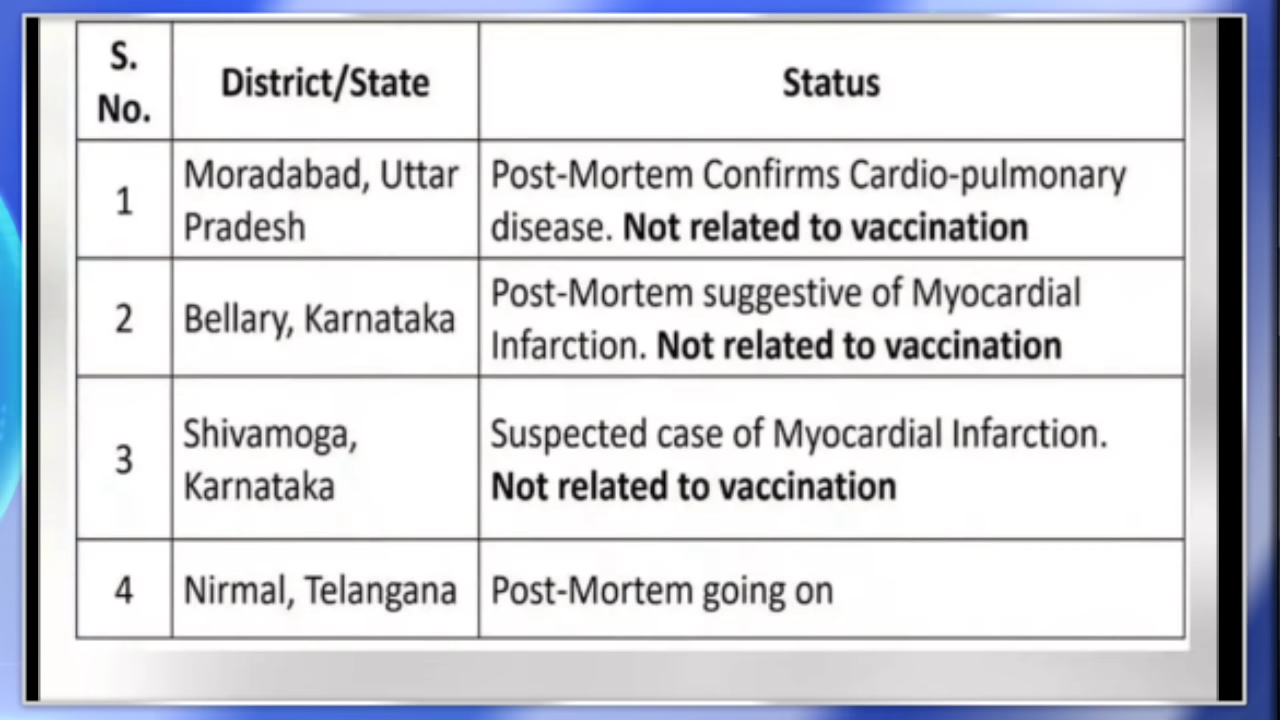 S.
No.
District/State
Status
1
Moradabad, Uttar
Pradesh
Post-Mortem Confirms Cardio-pulmonary
disease. Not related to vaccination
2
Bellary, Karnataka
Post-Mortem suggestive of Myocardial
Infarction. Not related to vaccination
3
Shivamoga,
Karnataka
Suspected case of Myocardial Infarction.
Not related to vaccination
4
Nirmal, Telangana
Post-Mortem going on